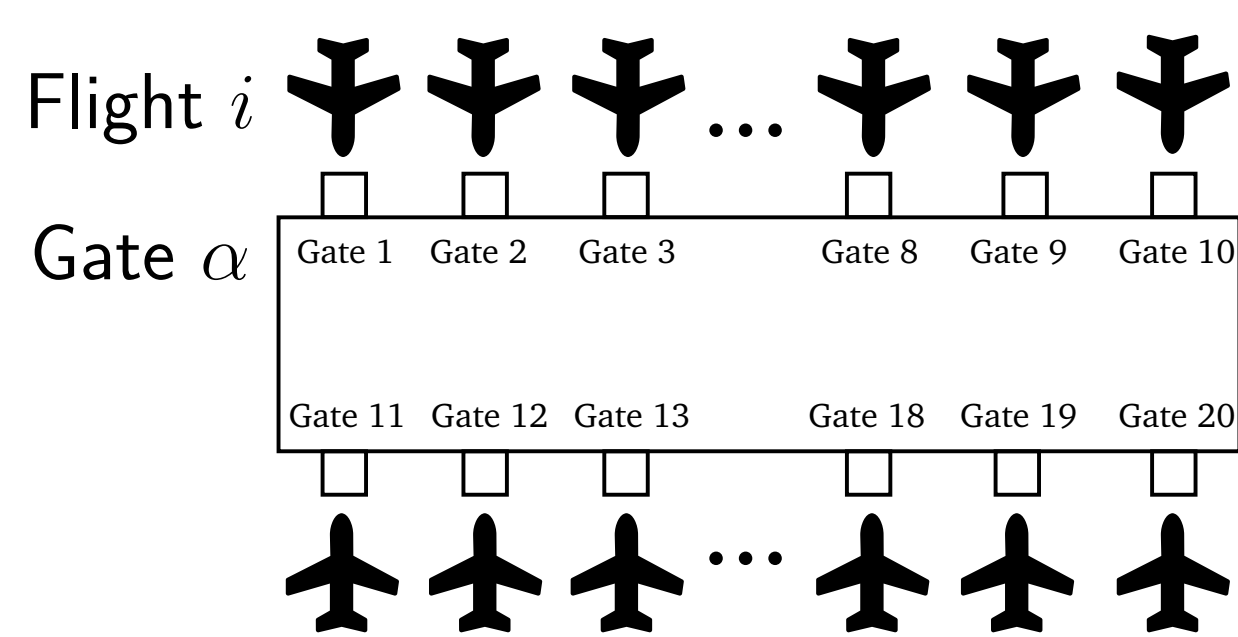 Flight i
...
Gate α
Gate 1 Gate 2 Gate 3 Gate 8 Gate 9 Gate 10
Gate 11 Gate 12 Gate 13 Gate 18 Gate 19 Gate 20
...